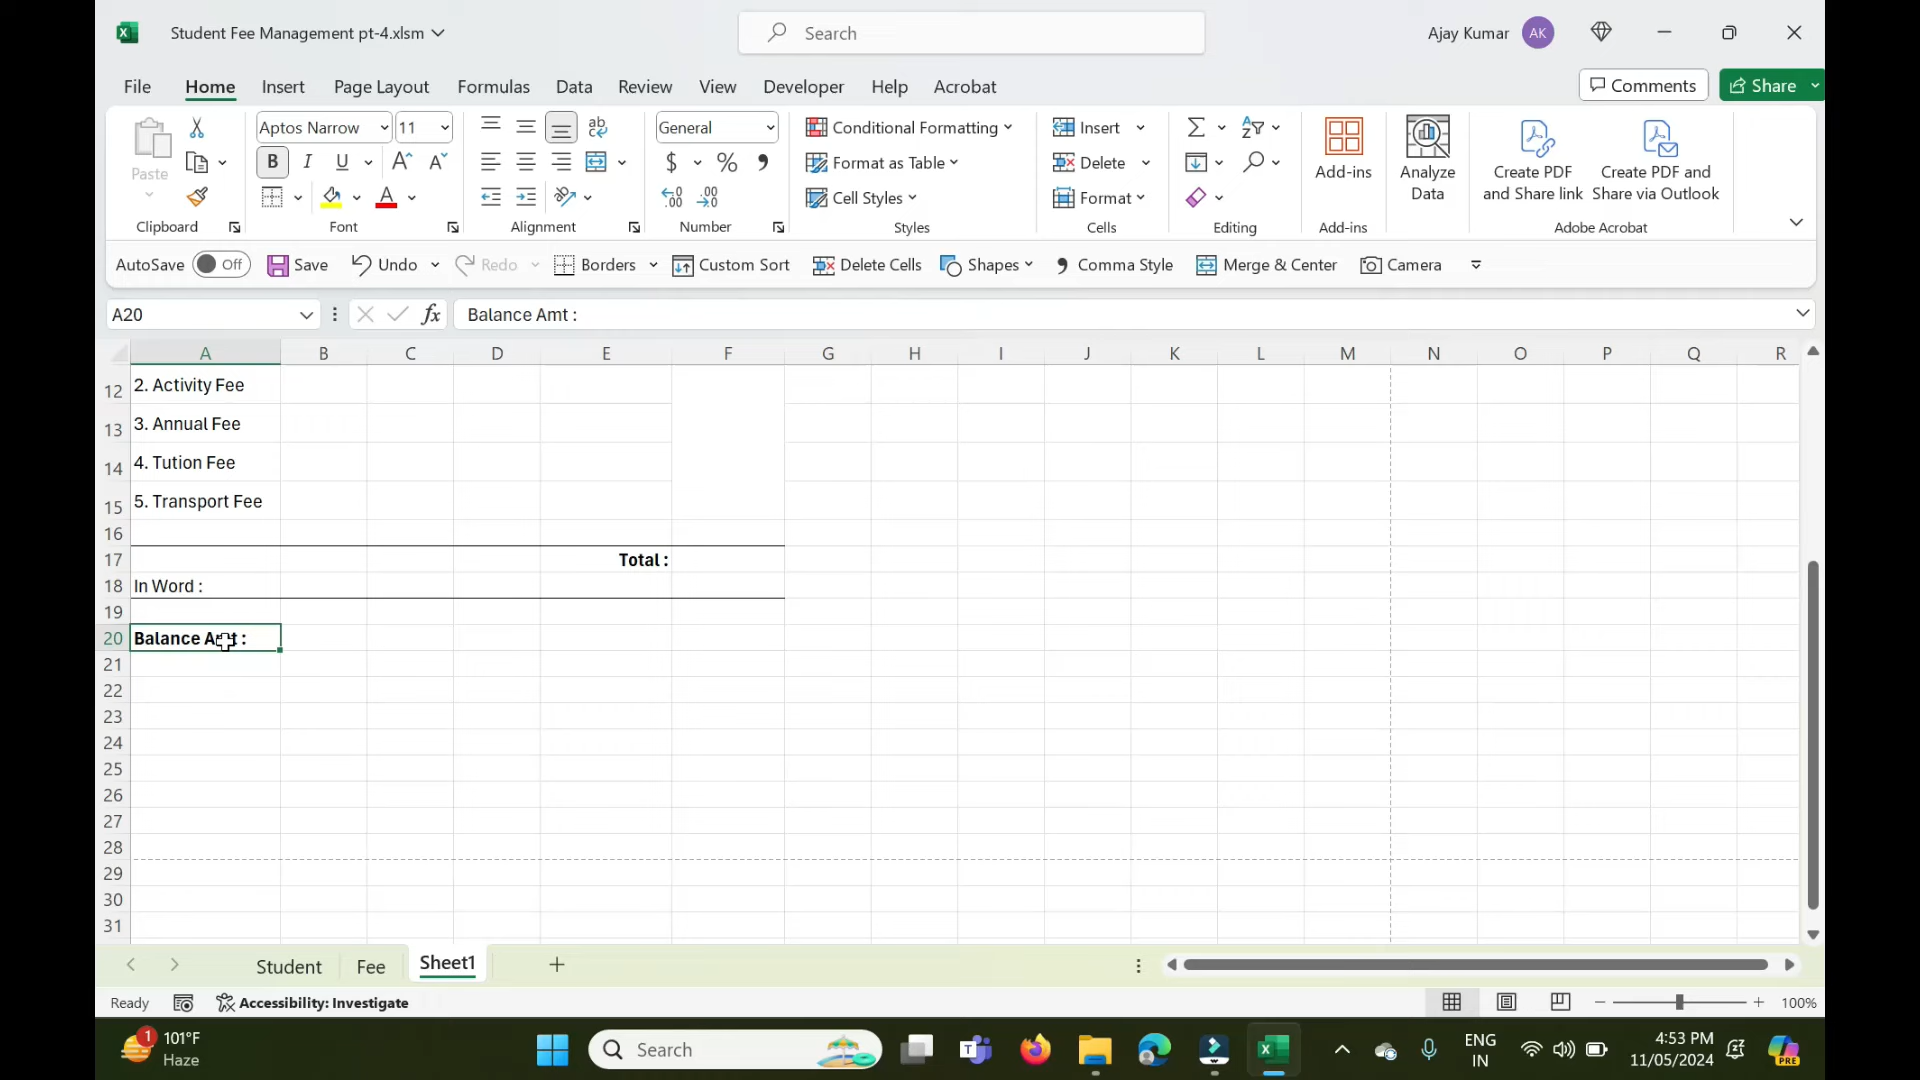 Student Fee Management pt-4.xlsm
Search
Ajay Kumar
AK
File Home Insert Page Layout Formulas Data Review View Developer Help Acrobat
Comments
Share
Paste
Aptos Narrow
11
B I U
General
Conditional Formatting
Format as Table
Cell Styles
Insert
Delete
Format
Add-ins
Analyze
Data
Create PDF
and Share link
Create PDF and
Share via Outlook
Clipboard Font Alignment Number Styles Cells Editing Add-ins Adobe Acrobat
AutoSave Off Save Undo Redo Borders Custom Sort Delete Cells Shapes Comma Style Merge & Center Camera
A20
fx
Balance Amt :
A B C D E F G H I J K L M N O P Q R
12 2. Activity Fee
13 3. Annual Fee
14 4. Tution Fee
15 5. Transport Fee
16
17 Total :
18 In Word :
19
20 Balance Amt :
21
22
23
24
25
26
27
28
29
30
31
Student Fee Sheet1
Ready
Accessibility: Investigate
100%
1
101°F
Haze
Search
ENG
IN
4:53 PM
11/05/2024
PRE